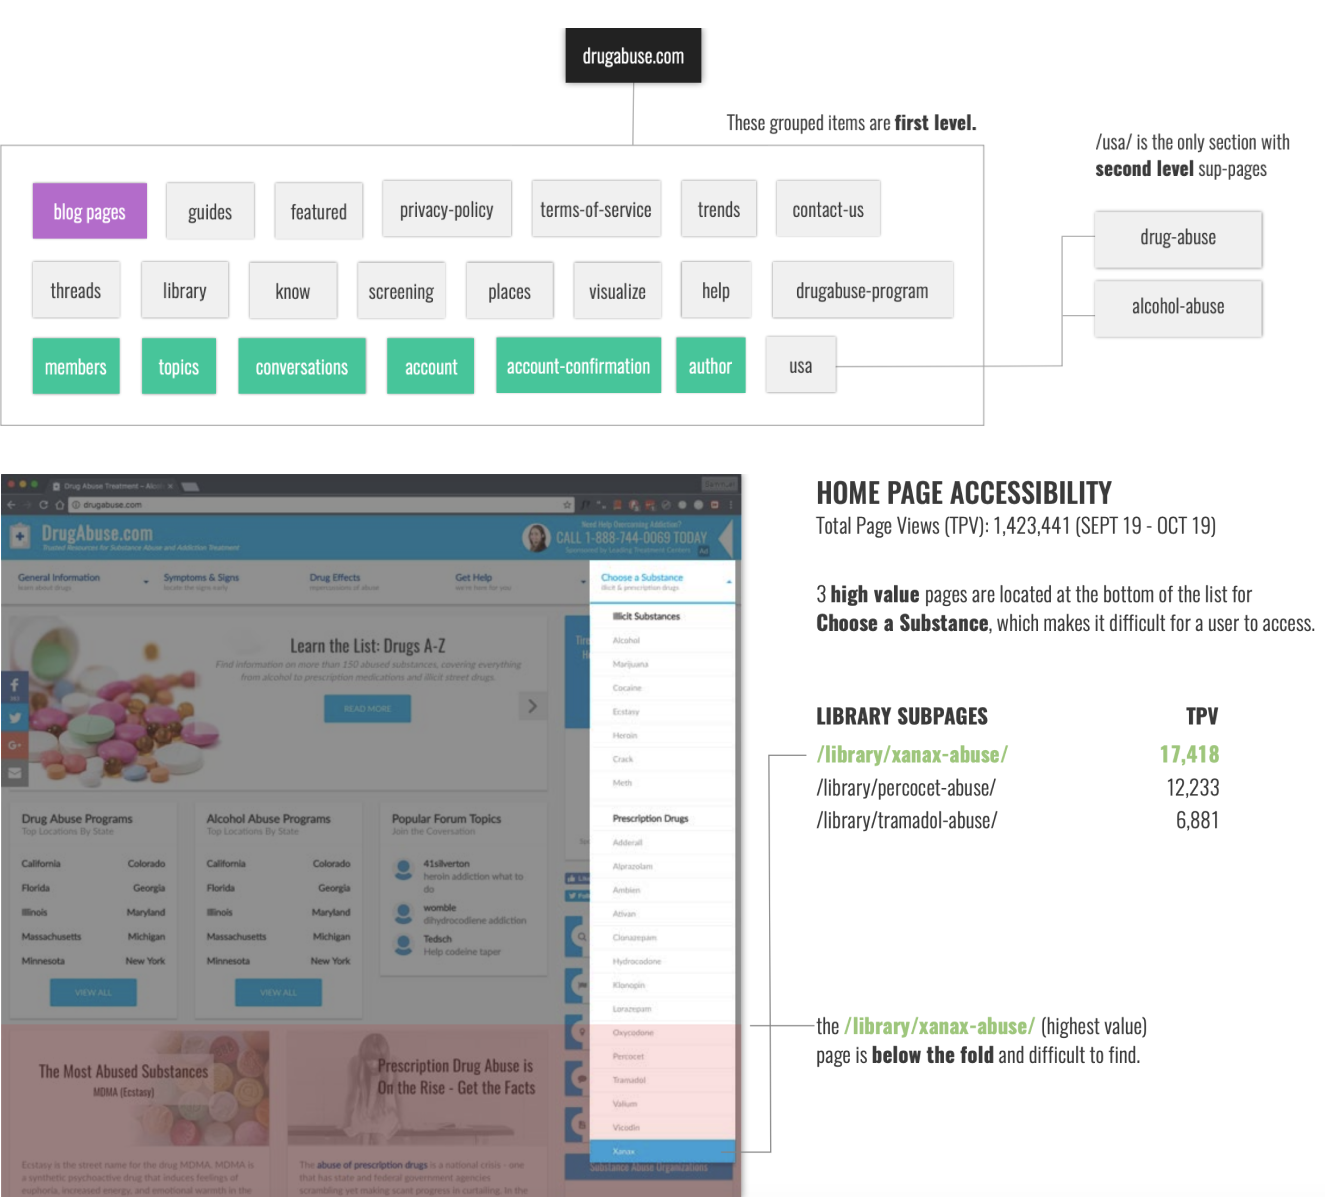 drugabuse.com
These grouped items are first level.
/usa/ is the only section with
second level sup-pages
blog pages
guides
featured
privacy-policy
terms-of-service
trends
contact-us
drug-abuse
threads
library
know
screening
places
visualize
help
drugabuse-program
alcohol-abuse
members
topics
conversations
account
account-confirmation
author
usa
Drug Abuse Treatment – Alco
drugabuse.com
DrugAbuse.com
Trusted Resources for Substance Abuse and Addiction Treatment
Need Help Overcoming Addiction?
CALL 1-888-744-0069 TODAY
Sponsored by Leading Treatment Centers Ad
General Information
learn about drugs
Symptoms & Signs
locate the signs early
Drug Effects
repercussions of abuse
Get Help
we're here for you
Choose a Substance
illicit & prescription drugs
Learn the List: Drugs A-Z
Find information on more than 150 abused substances, covering everything
from alcohol to prescription medications and illicit street drugs.
READ MORE
Illicit Substances
Alcohol
Marijuana
Cocaine
Ecstasy
Heroin
Crack
Meth
Prescription Drugs
Adderall
Alprazolam
Ambien
Ativan
Clonazepam
Hydrocodone
Klonopin
Lorazepam
Oxycodone
Percocet
Tramadol
Valium
Vicodin
Xanax
Drug Abuse Programs
Top Locations By State
California Colorado
Florida Georgia
Illinois Maryland
Massachusetts Michigan
Minnesota New York
VIEW ALL
Alcohol Abuse Programs
Top Locations By State
California Colorado
Florida Georgia
Illinois Maryland
Massachusetts Michigan
Minnesota New York
VIEW ALL
Popular Forum Topics
Join the Coversation
41silverton
heroin addiction what to
do
womble
dihydrocodiene addiction
Tedsch
Help codeine taper
The Most Abused Substances
MDMA (Ecstasy)
Prescription Drug Abuse is
On the Rise - Get the Facts
Ecstasy is the street name for the drug MDMA. MDMA is
a synthetic psychoactive drug that induces feelings of
euphoria, increased energy, and emotional warmth in the
The abuse of prescription drugs is a national crisis - one
that has state and federal government agencies
scrambling yet making scant progress in curtailing. In the
Substance Abuse Organizations
HOME PAGE ACCESSIBILITY
Total Page Views (TPV): 1,423,441 (SEPT 19 - OCT 19)
3 high value pages are located at the bottom of the list for
Choose a Substance, which makes it difficult for a user to access.
LIBRARY SUBPAGES TPV
/library/xanax-abuse/ 17,418
/library/percocet-abuse/ 12,233
/library/tramadol-abuse/ 6,881
the /library/xanax-abuse/ (highest value)
page is below the fold and difficult to find.